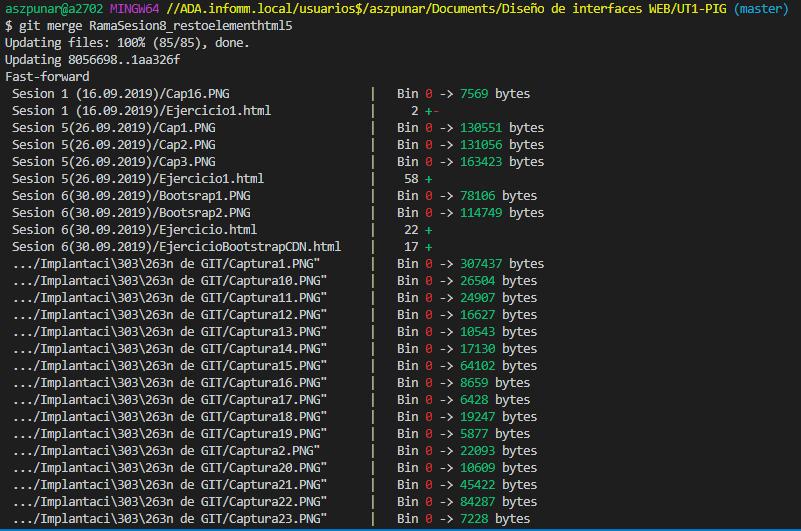 aszpunar@a2702 MINGW64 //ADA.infomm.local/usuarios$/aszpunar/Documents/Diseño de interfaces WEB/UT1-PIG (master)
$ git merge RamaSesion8_restoelementhtml5
Updating files: 100% (85/85), done.
Updating 8056698..1aa326f
Fast-forward
Sesion 1 (16.09.2019)/Cap16.PNG | Bin 0 -> 7569 bytes
Sesion 1 (16.09.2019)/Ejercicio1.html | 2 +-
Sesion 5(26.09.2019)/Cap1.PNG | Bin 0 -> 130551 bytes
Sesion 5(26.09.2019)/Cap2.PNG | Bin 0 -> 131056 bytes
Sesion 5(26.09.2019)/Cap3.PNG | Bin 0 -> 163423 bytes
Sesion 5(26.09.2019)/Ejercicio1.html | 58 +
Sesion 6(30.09.2019)/Bootsrap1.PNG | Bin 0 -> 78106 bytes
Sesion 6(30.09.2019)/Bootsrap2.PNG | Bin 0 -> 114749 bytes
Sesion 6(30.09.2019)/Ejercicio.html | 22 +
Sesion 6(30.09.2019)/EjercicioBootstrapCDN.html | 17 +
.../Implantaci\303\263n de GIT/Captura1.PNG" | Bin 0 -> 307437 bytes
.../Implantaci\303\263n de GIT/Captura10.PNG" | Bin 0 -> 26504 bytes
.../Implantaci\303\263n de GIT/Captura11.PNG" | Bin 0 -> 24907 bytes
.../Implantaci\303\263n de GIT/Captura12.PNG" | Bin 0 -> 16627 bytes
.../Implantaci\303\263n de GIT/Captura13.PNG" | Bin 0 -> 10543 bytes
.../Implantaci\303\263n de GIT/Captura14.PNG" | Bin 0 -> 17130 bytes
.../Implantaci\303\263n de GIT/Captura15.PNG" | Bin 0 -> 64102 bytes
.../Implantaci\303\263n de GIT/Captura16.PNG" | Bin 0 -> 8659 bytes
.../Implantaci\303\263n de GIT/Captura17.PNG" | Bin 0 -> 6428 bytes
.../Implantaci\303\263n de GIT/Captura18.PNG" | Bin 0 -> 19247 bytes
.../Implantaci\303\263n de GIT/Captura19.PNG" | Bin 0 -> 5877 bytes
.../Implantaci\303\263n de GIT/Captura2.PNG" | Bin 0 -> 22093 bytes
.../Implantaci\303\263n de GIT/Captura20.PNG" | Bin 0 -> 10609 bytes
.../Implantaci\303\263n de GIT/Captura21.PNG" | Bin 0 -> 45422 bytes
.../Implantaci\303\263n de GIT/Captura22.PNG" | Bin 0 -> 84287 bytes
.../Implantaci\303\263n de GIT/Captura23.PNG" | Bin 0 -> 7228 bytes